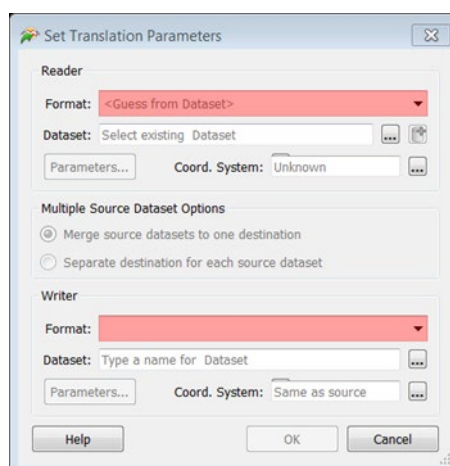 Set Translation Parameters
Reader
Format: <Guess from Dataset>
Dataset: Select existing Dataset ...
Parameters... Coord. System: Unknown ...
Multiple Source Dataset Options
Merge source datasets to one destination
Separate destination for each source dataset
Writer
Format:
Dataset: Type a name for Dataset ...
Parameters... Coord. System: Same as source ...
Help OK Cancel